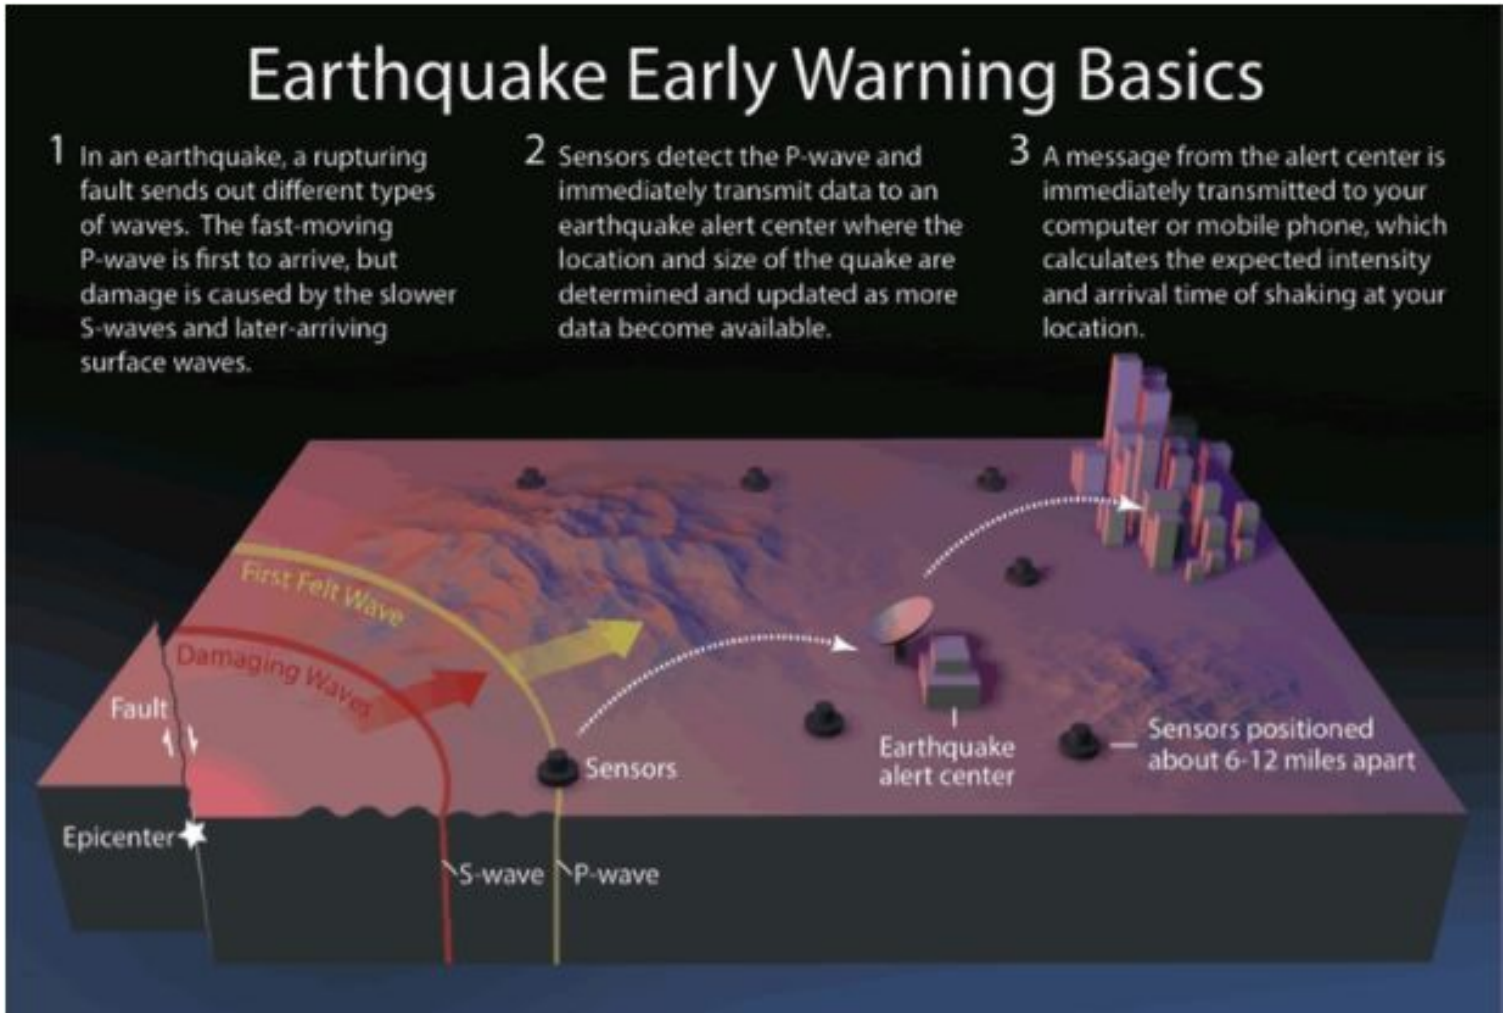 Earthquake Early Warning Basics
1 In an earthquake, a rupturing
fault sends out different types
of waves. The fast-moving
P-wave is first to arrive, but
damage is caused by the slower
S-waves and later-arriving
surface waves.
2 Sensors detect the P-wave and
immediately transmit data to an
earthquake alert center where the
location and size of the quake are
determined and updated as more
data become available.
3 A message from the alert center is
immediately transmitted to your
computer or mobile phone, which
calculates the expected intensity
and arrival time of shaking at your
location.
First Felt Wave
Damaging Waves
Fault
Sensors
Earthquake
alert center
Sensors positioned
about 6-12 miles apart
Epicenter
S-wave
P-wave